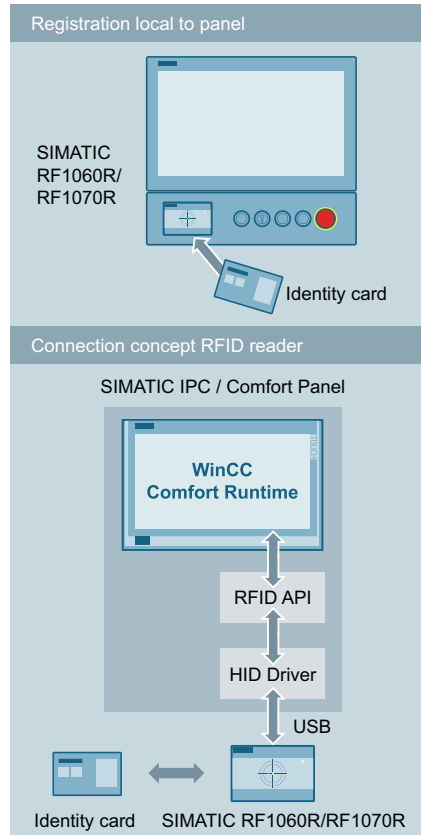 Registration local to panel
SIMATIC
RF1060R/
RF1070R
Identity card
Connection concept RFID reader
SIMATIC IPC / Comfort Panel
TOUCH
WinCC
Comfort Runtime
RFID API
HID Driver
USB
Identity card SIMATIC RF1060R/RF1070R